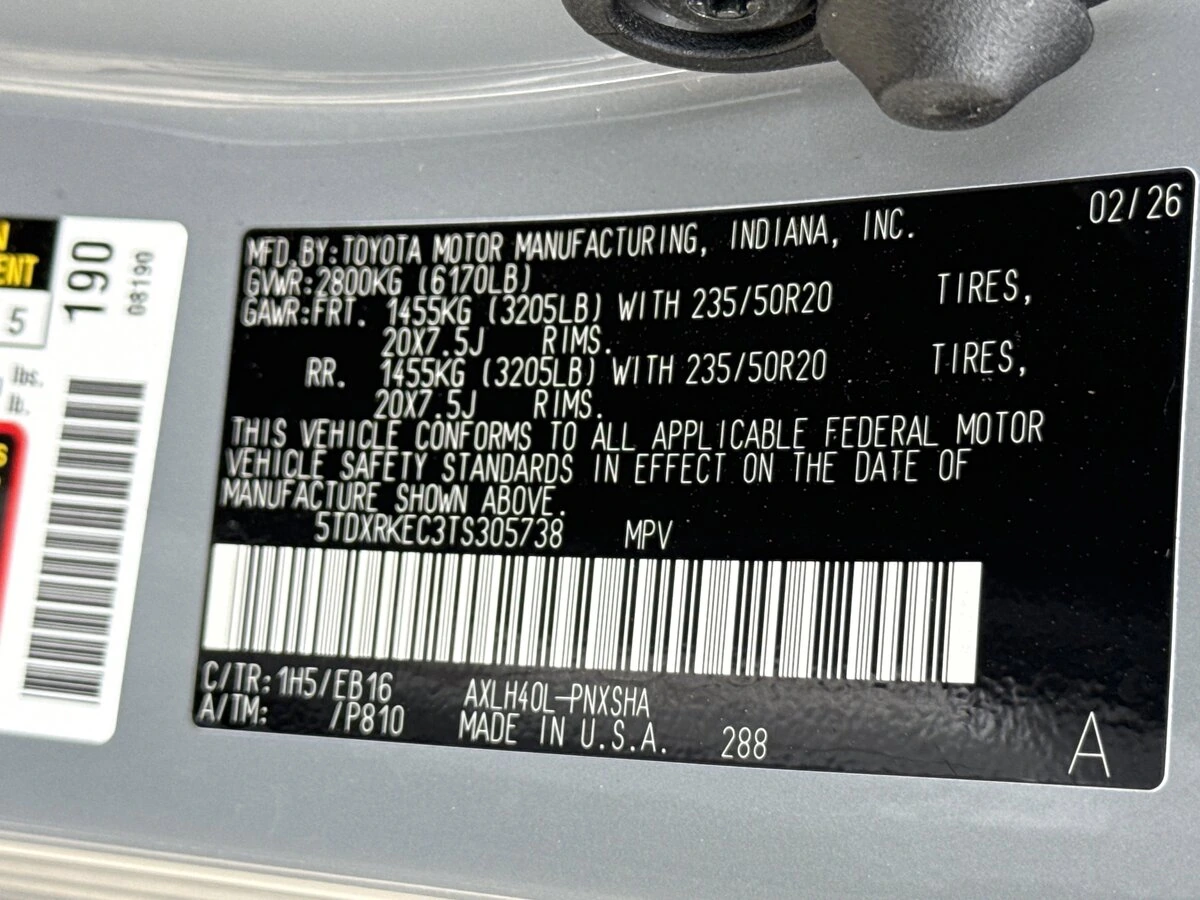 N
ENT
5
lbs.
lb.
S
190
08190
02/26
MFD.BY:TOYOTA MOTOR MANUFACTURING, INDIANA, INC.
GVWR:2800KG (6170LB)
GAWR:FRT. 1455KG (3205LB) WITH 235/50R20 TIRES,
20X7.5J RIMS.
RR. 1455KG (3205LB) WITH 235/50R20 TIRES,
20X7.5J RIMS.
THIS VEHICLE CONFORMS TO ALL APPLICABLE FEDERAL MOTOR
VEHICLE SAFETY STANDARDS IN EFFECT ON THE DATE OF
MANUFACTURE SHOWN ABOVE.
5TDXRKEC3TS305738 MPV
C/TR:1H5/EB16 AXLH40L-PNXSHA
A/TM: /P810 MADE IN U.S.A. 288 A